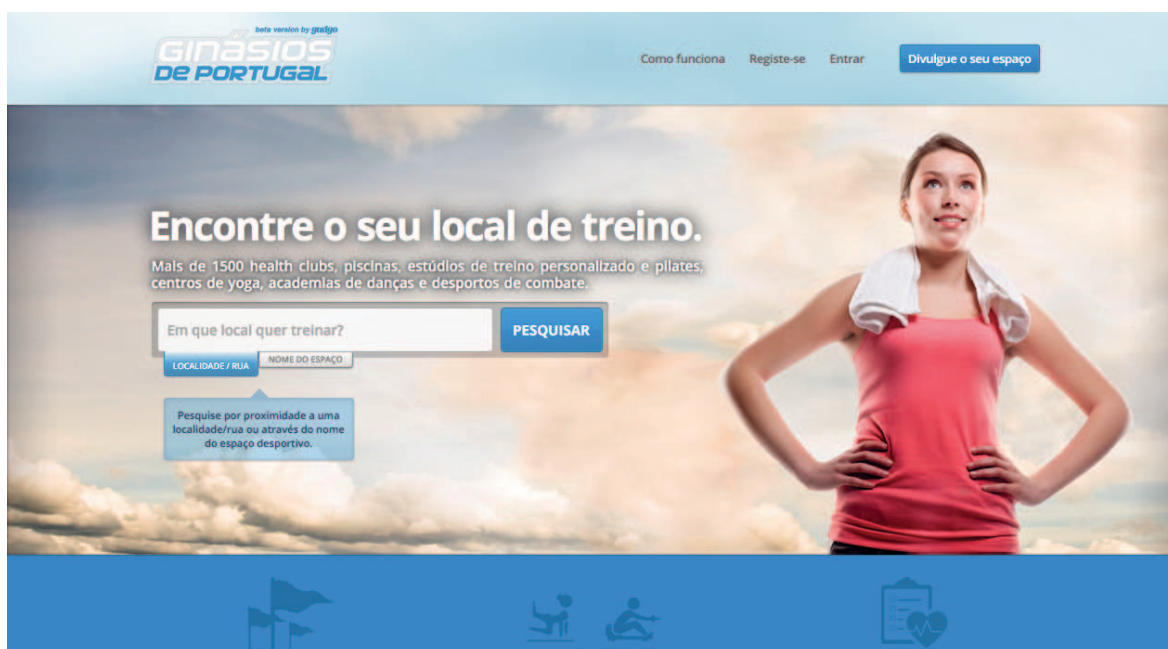 beta version by gudgo
GINÁSIOS
DE PORTUGAL
Como funciona
Registe-se
Entrar
Divulgue o seu espaço
Encontre o seu local de treino.
Mais de 1500 health clubs, piscinas, estúdios de treino personalizado e pilates,
centros de yoga, academias de danças e desportos de combate.
Em que local quer treinar?
PESQUISAR
LOCALIDADE / RUA
NOME DO ESPAÇO
Pesquise por proximidade a uma
localidade/rua ou através do nome
do espaço desportivo.